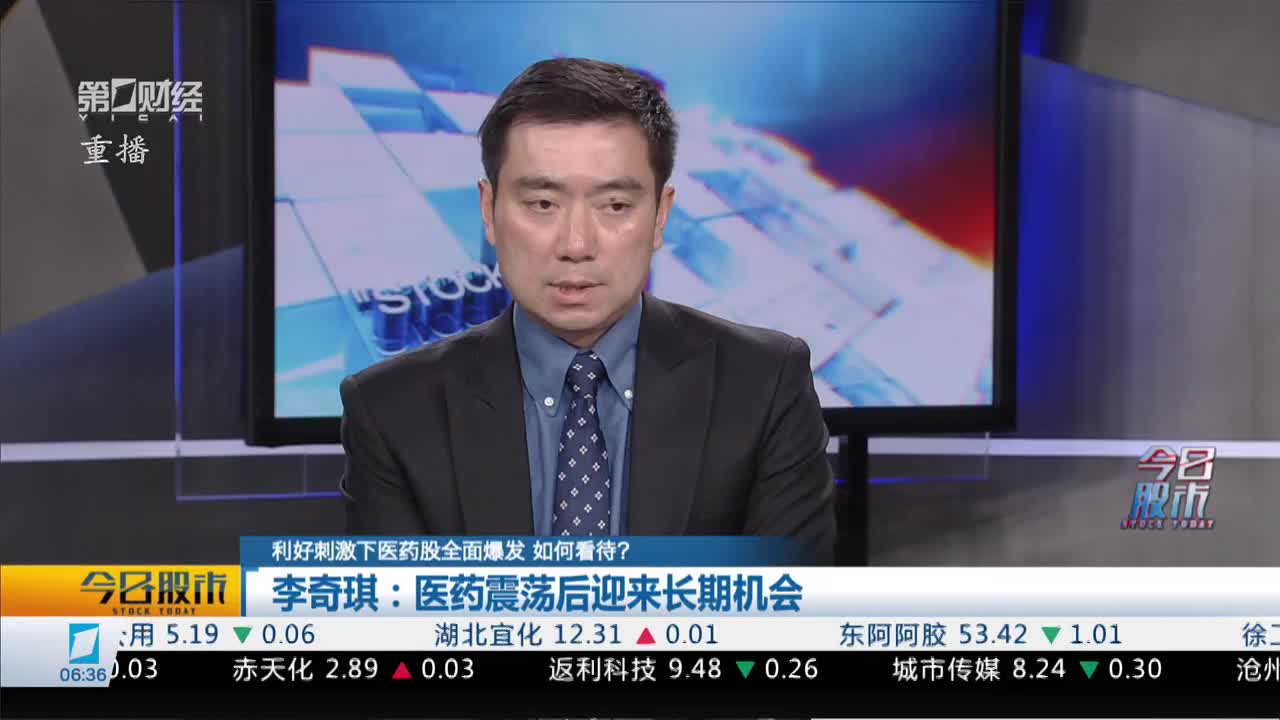 第一财经
YICAI
重播
STOCK
今日
股市
STOCK TODAY
利好刺激下医药股全面爆发 如何看待?
今日股市
STOCK TODAY
李奇琪：医药震荡后迎来长期机会
用 5.19 ▼ 0.06 湖北宜化 12.31 ▲ 0.01 东阿阿胶 53.42 ▼ 1.01 徐
06:36
0.03 赤天化 2.89 ▲ 0.03 返利科技 9.48 ▼ 0.26 城市传媒 8.24 ▼ 0.30 沧州